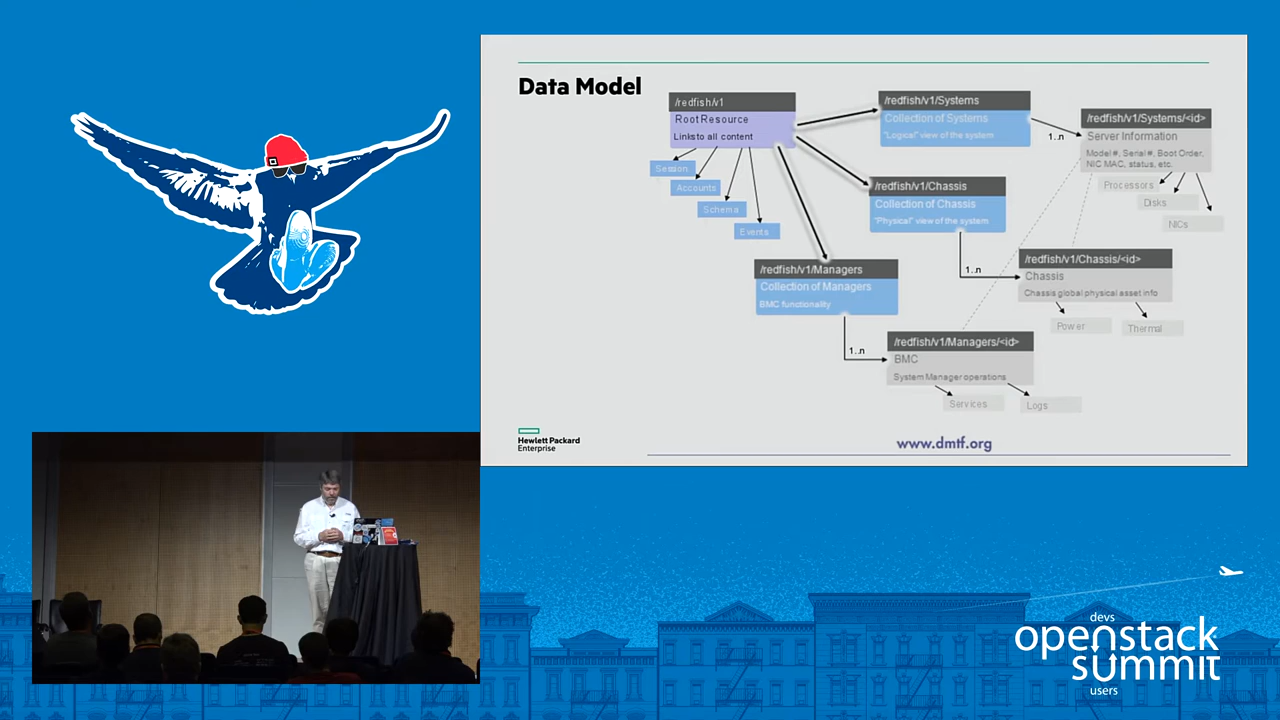 Data Model
/redfish/v1
Root Resource
Links to all content
Session
Accounts
Schema
Events
/redfish/v1/Systems
Collection of Systems
"Logical" view of the system
1..n
/redfish/v1/Systems/<id>
Server Information
Model #, Serial #, Boot Order,
NIC MAC, status, etc.
Processors
Disks
NICs
/redfish/v1/Chassis
Collection of Chassis
"Physical" view of the system
1..n
/redfish/v1/Chassis/<id>
Chassis
Chassis global physical asset info
Power
Thermal
/redfish/v1/Managers
Collection of Managers
BMC functionality
1..n
/redfish/v1/Managers/<id>
BMC
System Manager operations
Services
Logs
Hewlett Packard
Enterprise
www.dmtf.org
devs
openstack
summit
users